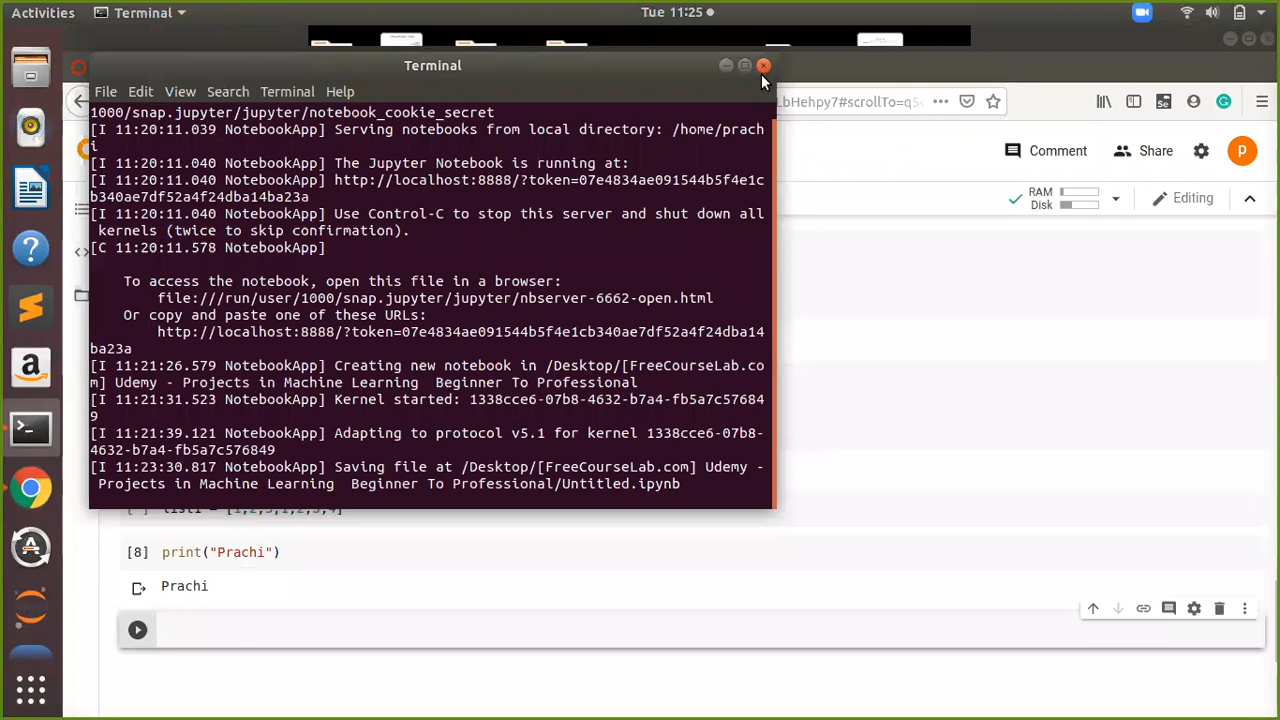 Activities
Terminal
Tue 11:25
Terminal
File Edit View Search Terminal Help
1000/snap.jupyter/jupyter/notebook_cookie_secret
[I 11:20:11.039 NotebookApp] Serving notebooks from local directory: /home/prach
i
[I 11:20:11.040 NotebookApp] The Jupyter Notebook is running at:
[I 11:20:11.040 NotebookApp] http://localhost:8888/?token=07e4834ae091544b5f4e1c
b340ae7df52a4f24dba14ba23a
[I 11:20:11.040 NotebookApp] Use Control-C to stop this server and shut down all
kernels (twice to skip confirmation).
[C 11:20:11.578 NotebookApp]
To access the notebook, open this file in a browser:
file:///run/user/1000/snap.jupyter/jupyter/nbserver-6662-open.html
Or copy and paste one of these URLs:
http://localhost:8888/?token=07e4834ae091544b5f4e1cb340ae7df52a4f24dba14
ba23a
[I 11:21:26.579 NotebookApp] Creating new notebook in /Desktop/[FreeCourseLab.co
m] Udemy - Projects in Machine Learning  Beginner To Professional
[I 11:21:31.523 NotebookApp] Kernel started: 1338cce6-07b8-4632-b7a4-fb5a7c57684
9
[I 11:21:39.121 NotebookApp] Adapting to protocol v5.1 for kernel 1338cce6-07b8-
4632-b7a4-fb5a7c576849
[I 11:23:30.817 NotebookApp] Saving file at /Desktop/[FreeCourseLab.com] Udemy -
Projects in Machine Learning  Beginner To Professional/Untitled.ipynb
Comment
Share
P
RAM
Disk
Editing
[8] print("Prachi")
Prachi